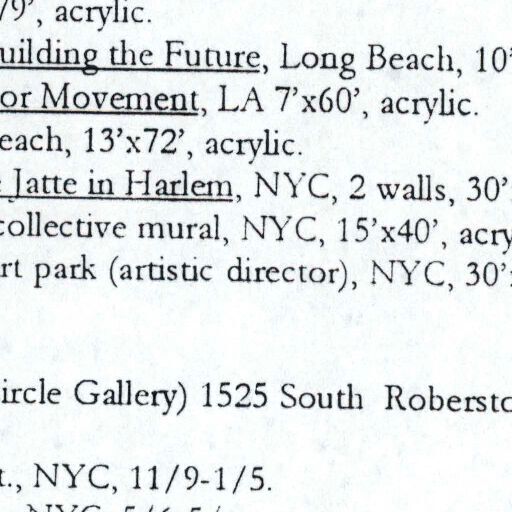 /9', acrylic.
uilding the Future, Long Beach, 10'
or Movement, LA 7'x60', acrylic.
each, 13'x72', acrylic.
Jatte in Harlem, NYC, 2 walls, 30'
collective mural, NYC, 15'x40', acry
rt park (artistic director), NYC, 30'
ircle Gallery) 1525 South Robersto
t., NYC, 11/9-1/5.